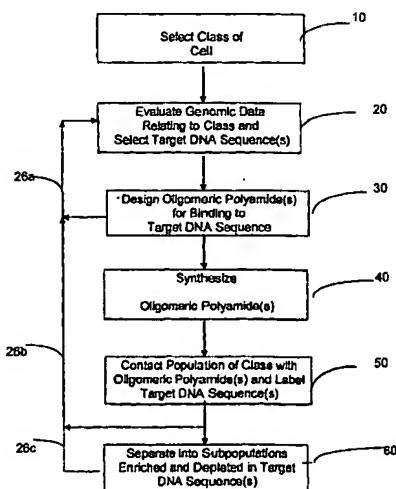 10
Select Class of
Cell
20
Evaluate Genomic Data
Relating to Class and
Select Target DNA Sequence(s)
26a
30
Design Oligomeric Polyamide(s)
for Binding to
Target DNA Sequence
40
Synthesize
Oligomeric Polyamide(s)
26b
50
Contact Population of Class with
Oligomeric Polyamide(s) and Label
Target DNA Sequence(s)
26c
60
Separate into Subpopulations
Enriched and Depleted in Target
DNA Sequence(s)